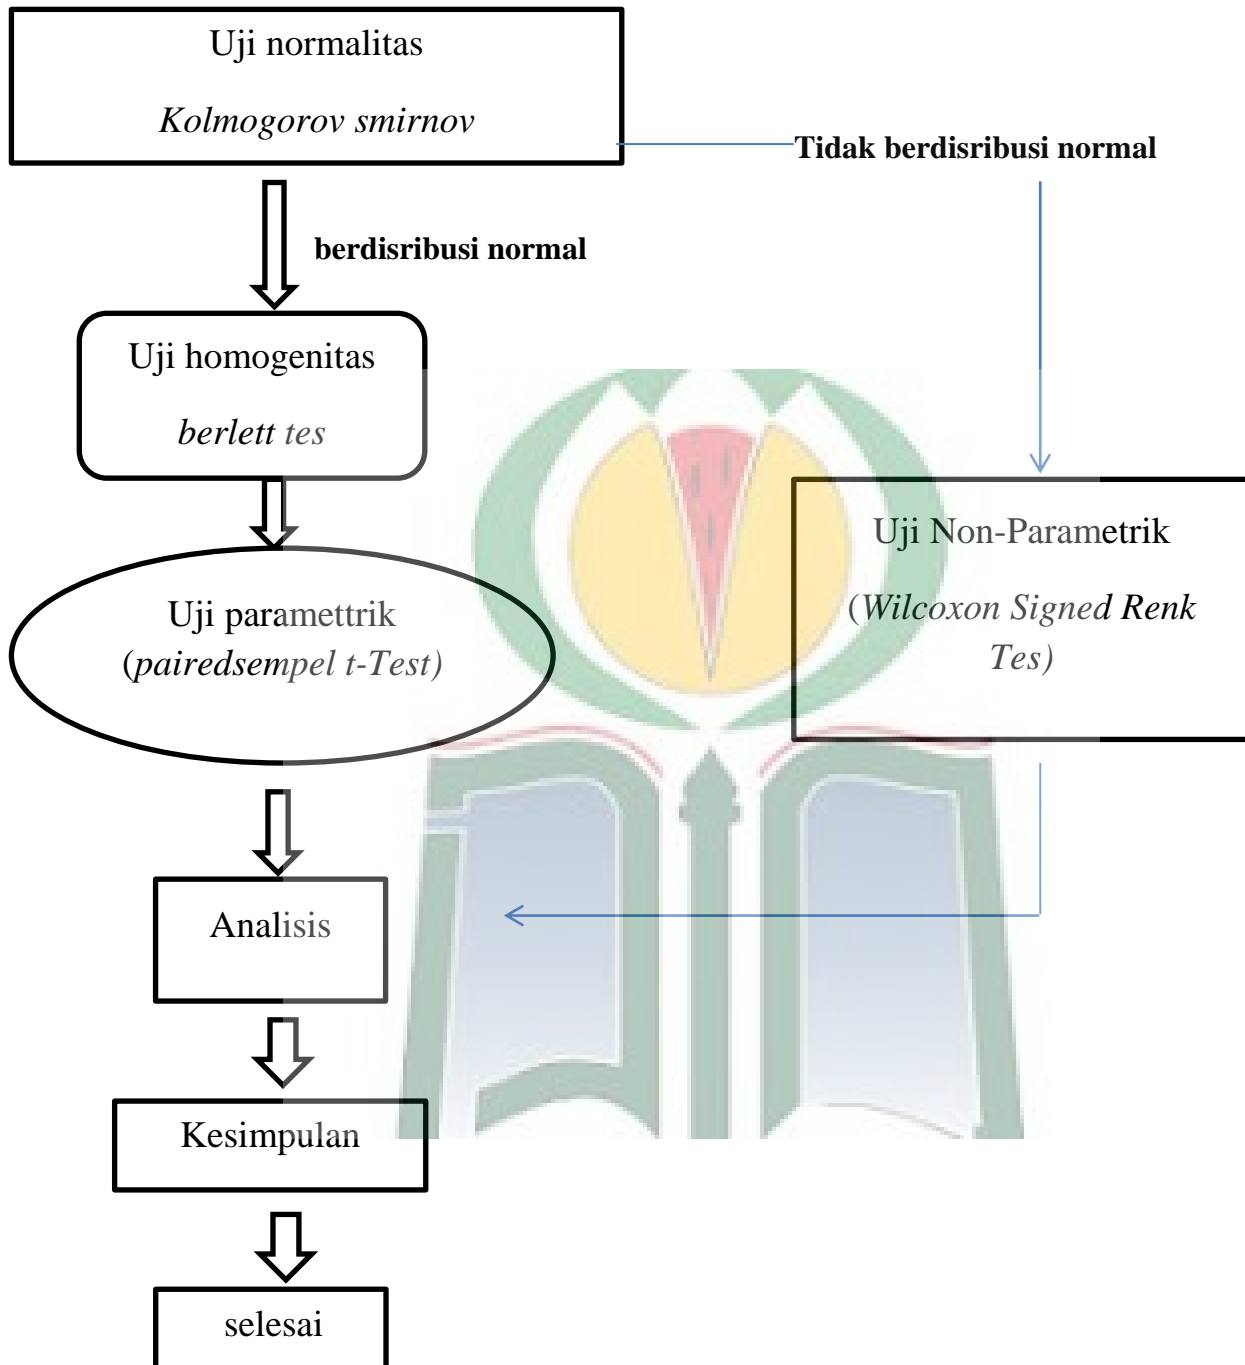 Uji normalitas
Kolmogorov smirnov
Tidak berdisribusi normal
berdisribusi normal
Uji homogenitas
berlett tes
Uji Non-Parametrik
(Wilcoxon Signed Renk
Tes)
Uji paramettrik
(pairedsempel t-Test)
Analisis
Kesimpulan
selesai